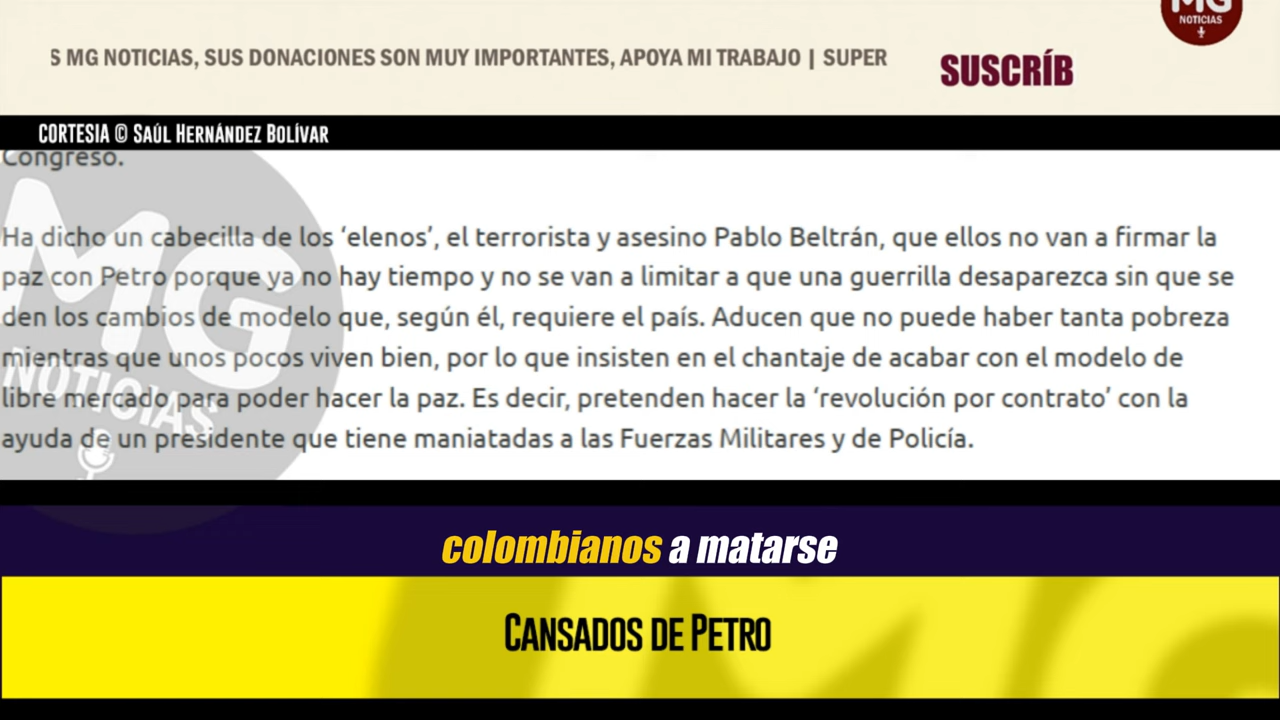 MG
NOTICIAS
S MG NOTICIAS, SUS DONACIONES SON MUY IMPORTANTES, APOYA MI TRABAJO | SUPER
SUSCRÍB
CORTESIA © SAÚL HERNÁNDEZ BOLÍVAR
Congreso.
Ha dicho un cabecilla de los ‘elenos’, el terrorista y asesino Pablo Beltrán, que ellos no van a firmar la
paz con Petro porque ya no hay tiempo y no se van a limitar a que una guerrilla desaparezca sin que se
den los cambios de modelo que, según él, requiere el país. Aducen que no puede haber tanta pobreza
mientras que unos pocos viven bien, por lo que insisten en el chantaje de acabar con el modelo de
libre mercado para poder hacer la paz. Es decir, pretenden hacer la ‘revolución por contrato’ con la
ayuda de un presidente que tiene maniatadas a las Fuerzas Militares y de Policía.
MG
NOTICIAS
colombianos a matarse
CANSADOS DE PETRO